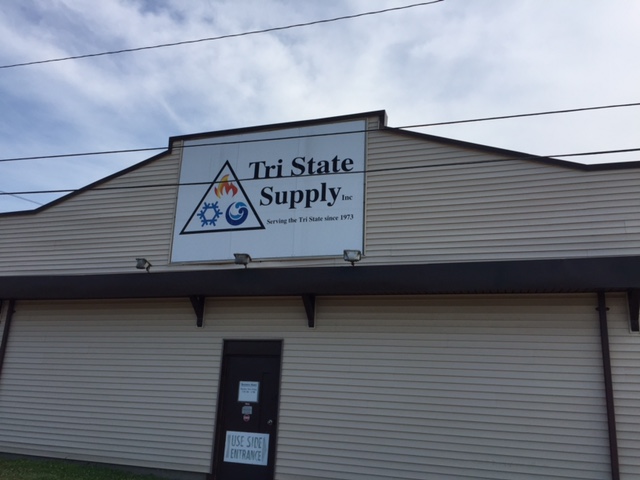 Tri State
Supply Inc
Serving the Tri State since 1973
USE SIDE
ENTRANCE